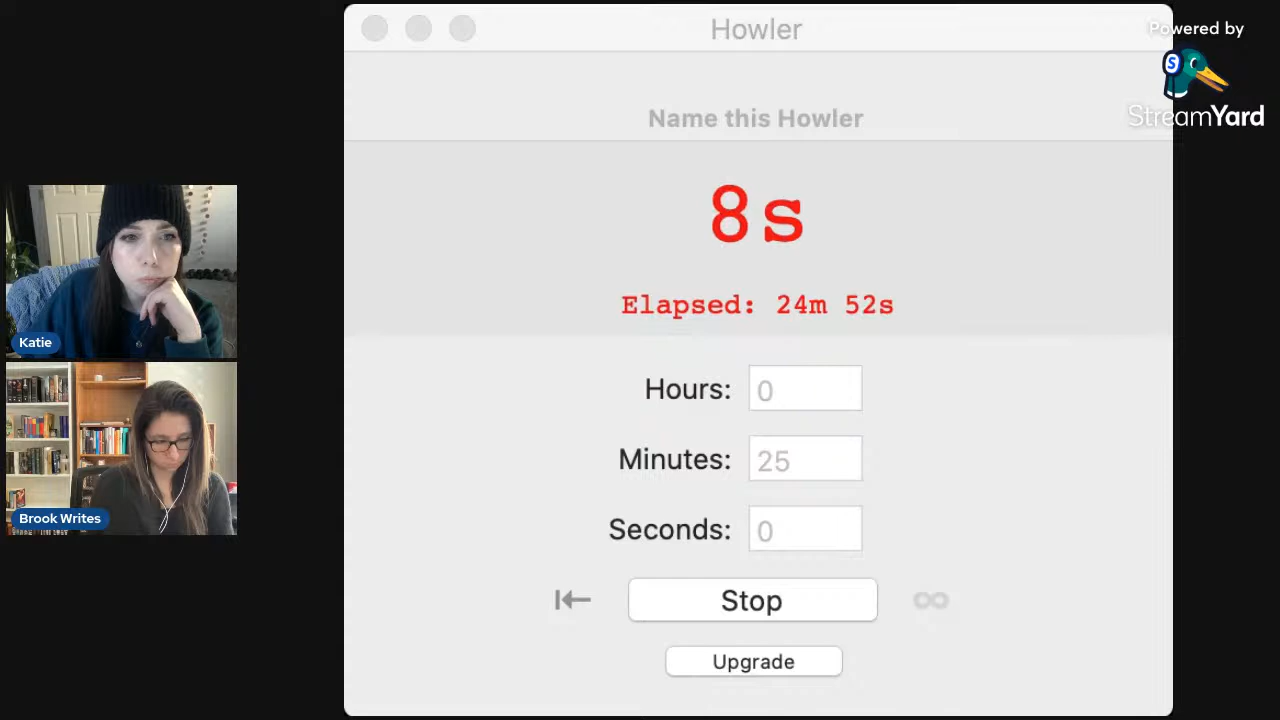 Howler
Powered by
S
StreamYard
Name this Howler
8s
Elapsed: 24m 52s
Katie
Hours: 0
Minutes: 25
Brook Writes
Seconds: 0
Stop
Upgrade